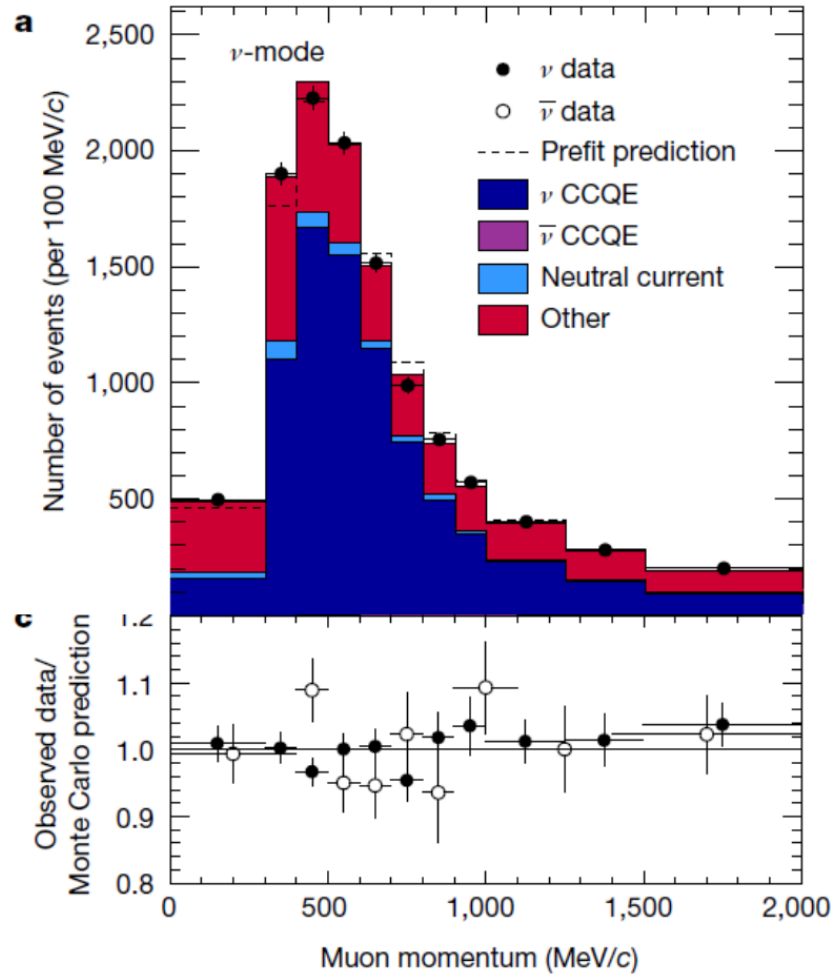 a
ν-mode
ν data
ν̅ data
Prefit prediction
ν CCQE
ν̅ CCQE
Neutral current
Other
Number of events (per 100 MeV/c)
2,500
2,000
1,500
1,000
500
c
Observed data/
Monte Carlo prediction
1.2
1.1
1.0
0.9
0.8
0
500
1,000
1,500
2,000
Muon momentum (MeV/c)